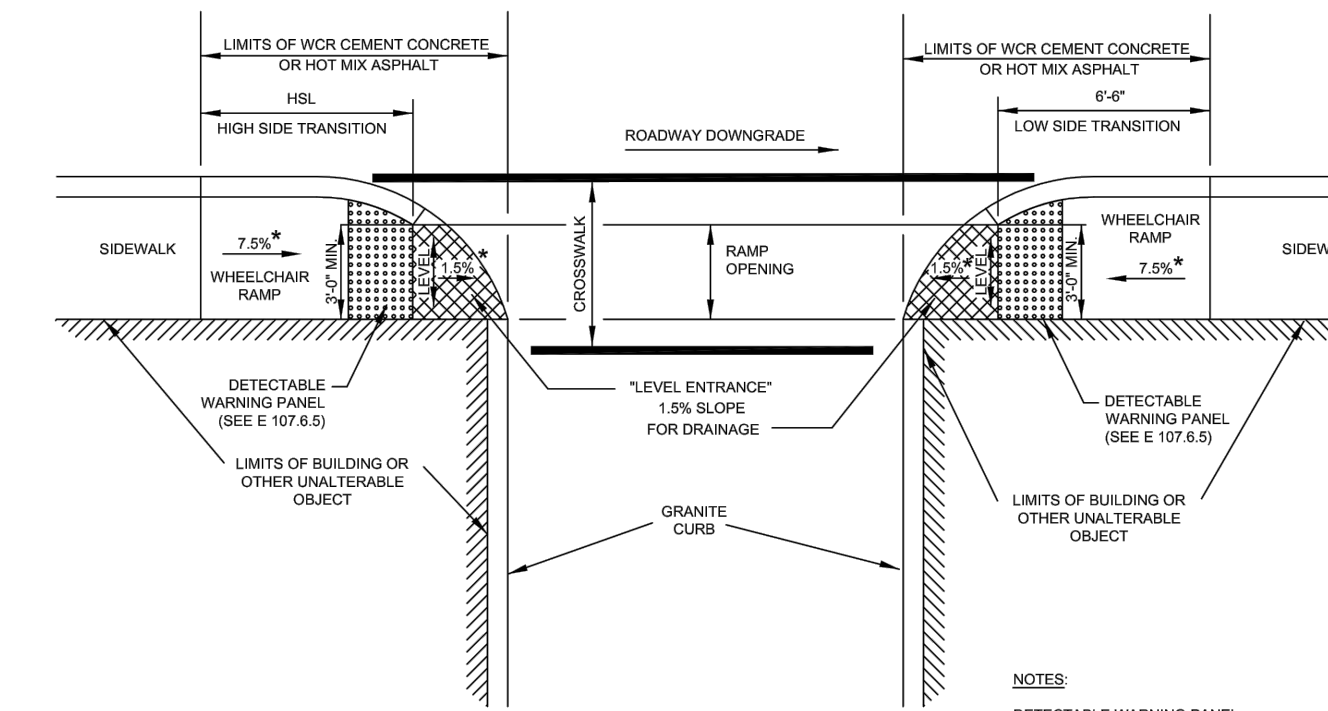 LIMITS OF WCR CEMENT CONCRETE
OR HOT MIX ASPHALT
HSL
HIGH SIDE TRANSITION
ROADWAY DOWNGRADE
LIMITS OF WCR CEMENT CONCRETE
OR HOT MIX ASPHALT
6'-6"
LOW SIDE TRANSITION
SIDEWALK
7.5%*
WHEELCHAIR
RAMP
3'-0" MIN.
LEVEL
1.5%*
CROSSWALK
RAMP
OPENING
1.5%*
LEVEL
3'-0" MIN.
WHEELCHAIR
RAMP
7.5%*
SIDEW
DETECTABLE
WARNING PANEL
(SEE E 107.6.5)
"LEVEL ENTRANCE"
1.5% SLOPE
FOR DRAINAGE
DETECTABLE
WARNING PANEL
(SEE E 107.6.5)
LIMITS OF BUILDING OR
OTHER UNALTERABLE
OBJECT
GRANITE
CURB
LIMITS OF BUILDING OR
OTHER UNALTERABLE
OBJECT
NOTES:
DETECTABLE WARNING PANEL